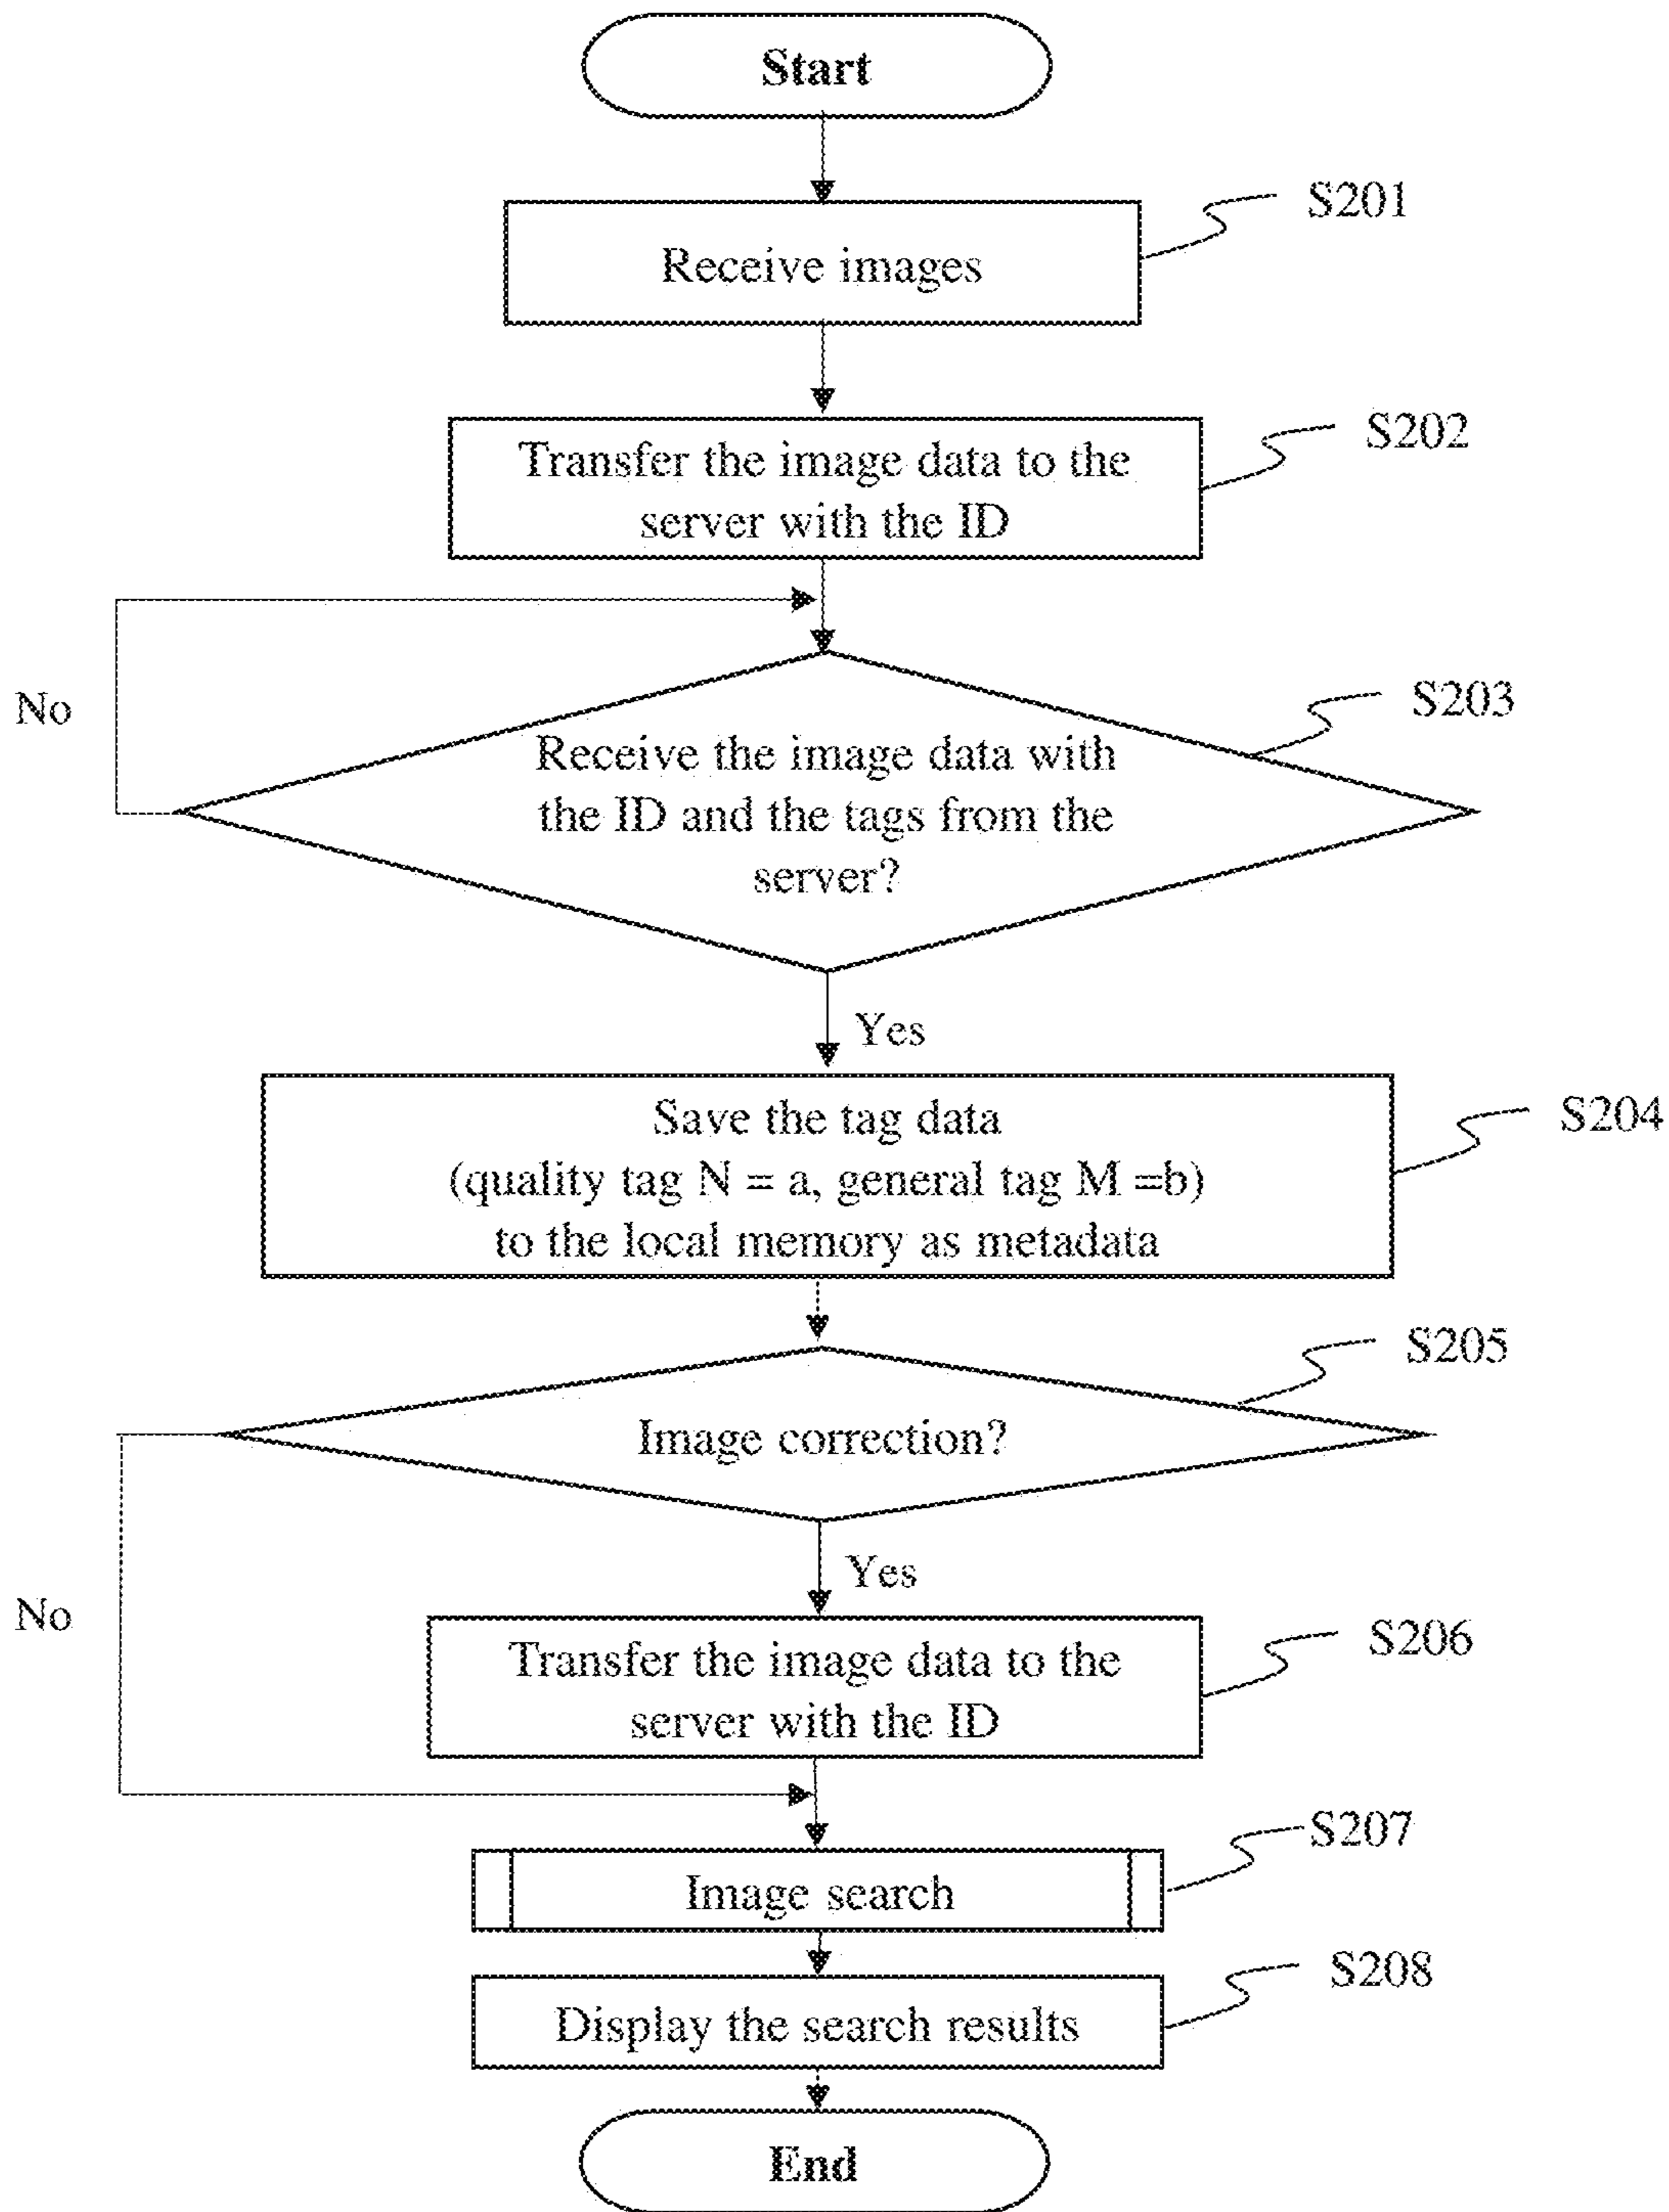 Start
S201
Receive images
S202
Transfer the image data to the
server with the ID
No
S203
Receive the image data with
the ID and the tags from the
server?
Yes
S204
Save the tag data
(quality tag N = a, general tag M =b)
to the local memory as metadata
S205
Image correction?
Yes
No
S206
Transfer the image data to the
server with the ID
S207
Image search
S208
Display the search results
End